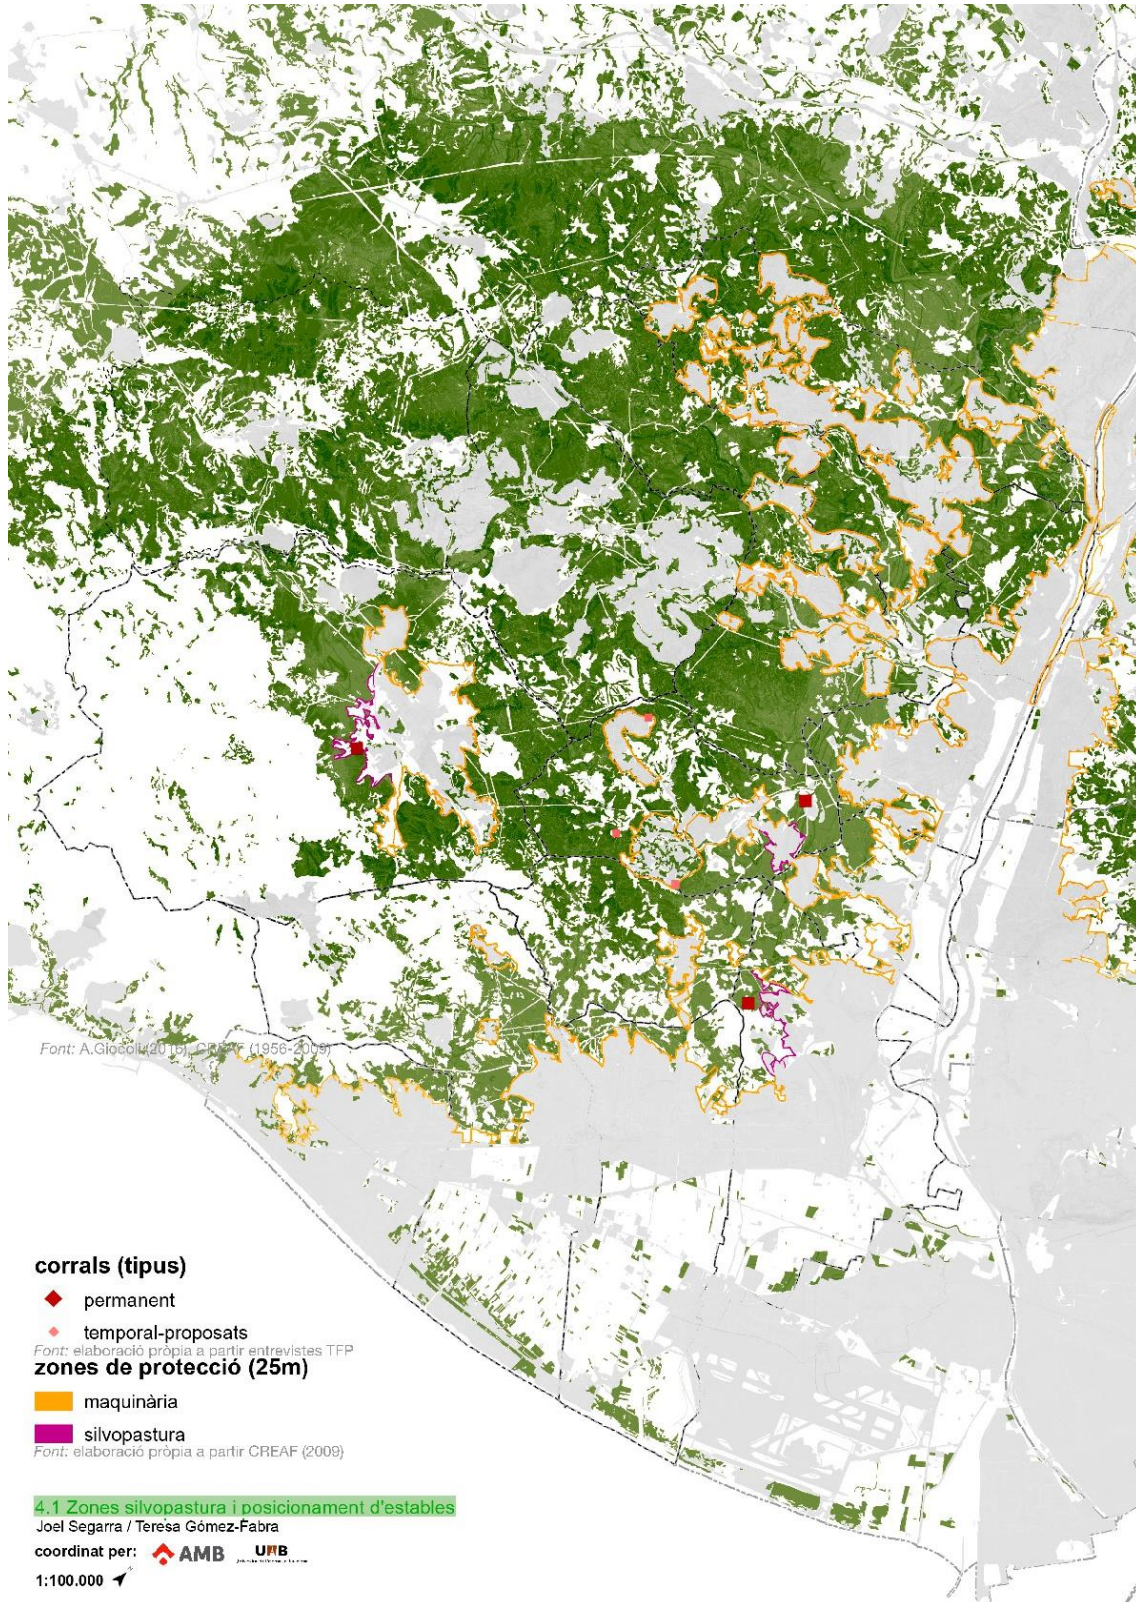 Font: A.Giocoli (2016), CREAF (1956-2009)
corrals (tipus)
permanent
temporal-proposats
Font: elaboració pròpia a partir entrevistes TFP
zones de protecció (25m)
maquinària
silvopastura
Font: elaboració pròpia a partir CREAF (2009)
4.1 Zones silvopastura i posicionament d'estables
Joel Segarra / Teresa Gómez-Fabra
coordinat per: AMB UAB
1:100.000